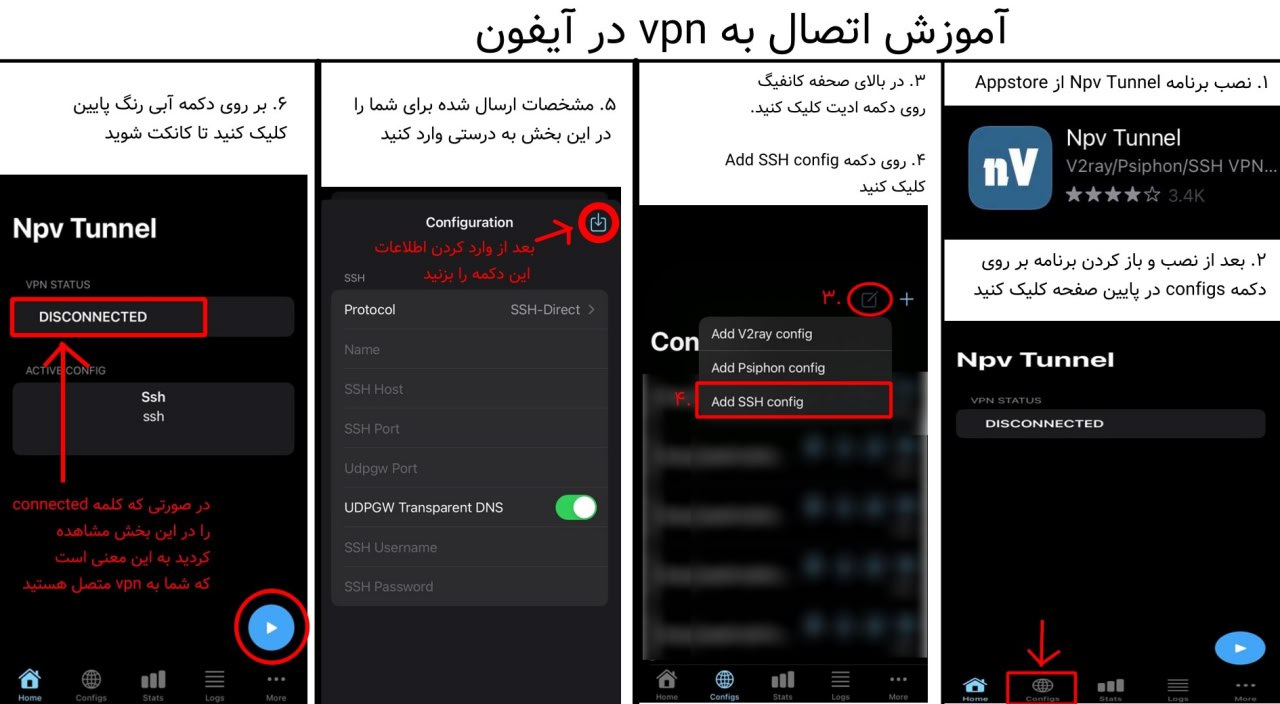 آموزش اتصال به vpn در آیفون
۱. نصب برنامه Npv Tunnel از Appstore
Npv Tunnel
V2ray/Psiphon/SSH VPN...
3.4K
۲. بعد از نصب و باز کردن برنامه بر روی
دکمه configs در پایین صفحه کلیک کنید
Npv Tunnel
VPN STATUS
DISCONNECTED
Home Configs Stats Logs More
۳. در بالای صحفه کانفیگ
روی دکمه ادیت کلیک کنید.
۴. روی دکمه Add SSH config
کلیک کنید
۳.
Con
Add V2ray config
Add Psiphon config
۴. Add SSH config
Home Configs Stats Logs More
۵. مشخصات ارسال شده برای شما را
در این بخش به درستی وارد کنید
Configuration
بعد از وارد کردن اطلاعات
این دکمه را بزنید
SSH
Protocol SSH-Direct
Name
SSH Host
SSH Port
Udpgw Port
UDPGW Transparent DNS
SSH Username
SSH Password
۶. بر روی دکمه آبی رنگ پایین
کلیک کنید تا کانکت شوید
Npv Tunnel
VPN STATUS
DISCONNECTED
ACTIVE CONFIG
Ssh
ssh
در صورتی که کلمه connected
را در این بخش مشاهده
کردید به این معنی است
که شما به vpn متصل هستید
Home Configs Stats Logs More